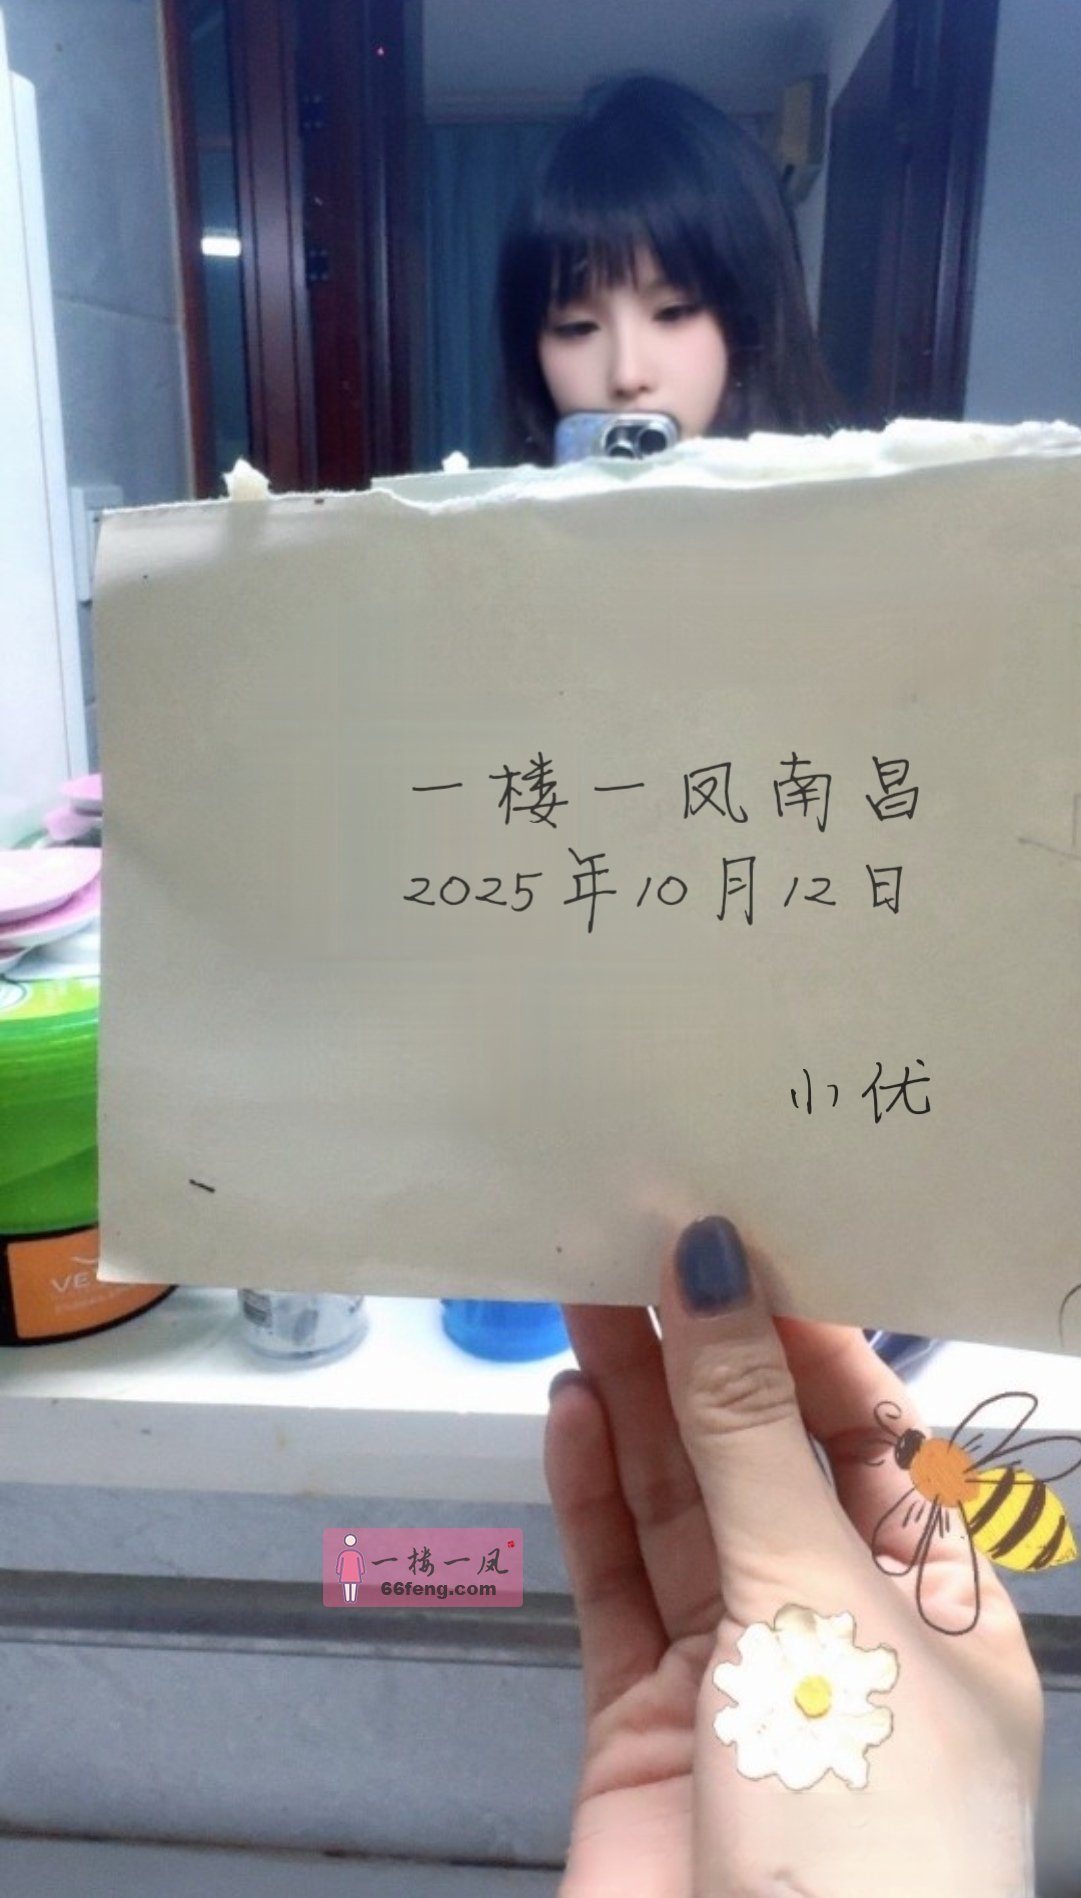 一楼一凤南昌
2025年10月12日
小优
VE
一楼一凤
66feng.com